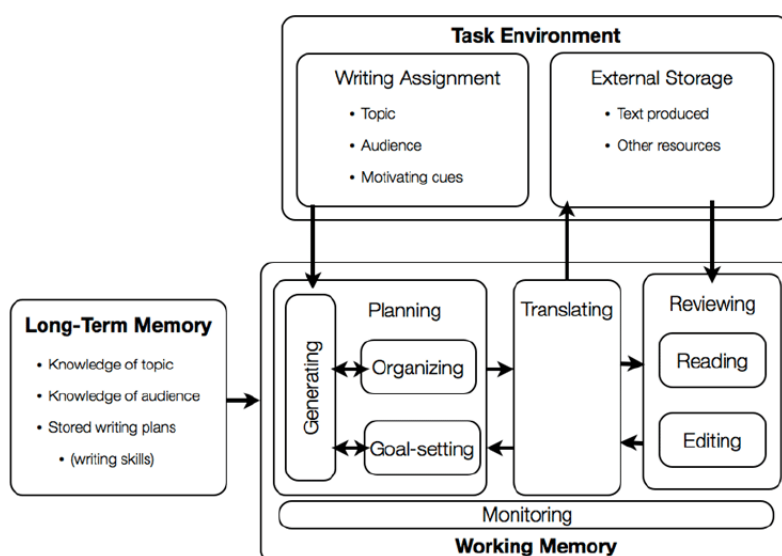 Task Environment
Writing Assignment
• Topic
• Audience
• Motivating cues
External Storage
• Text produced
• Other resources
Long-Term Memory
• Knowledge of topic
• Knowledge of audience
• Stored writing plans
• (writing skills)
Planning
Generating
Organizing
Goal-setting
Translating
Reviewing
Reading
Editing
Monitoring
Working Memory